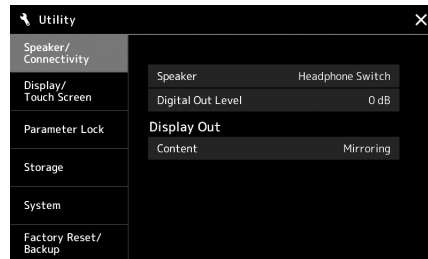 Utility
Speaker/
Connectivity
Display/
Touch Screen
Parameter Lock
Storage
System
Factory Reset/
Backup
Speaker Headphone Switch
Digital Out Level 0 dB
Display Out
Content Mirroring